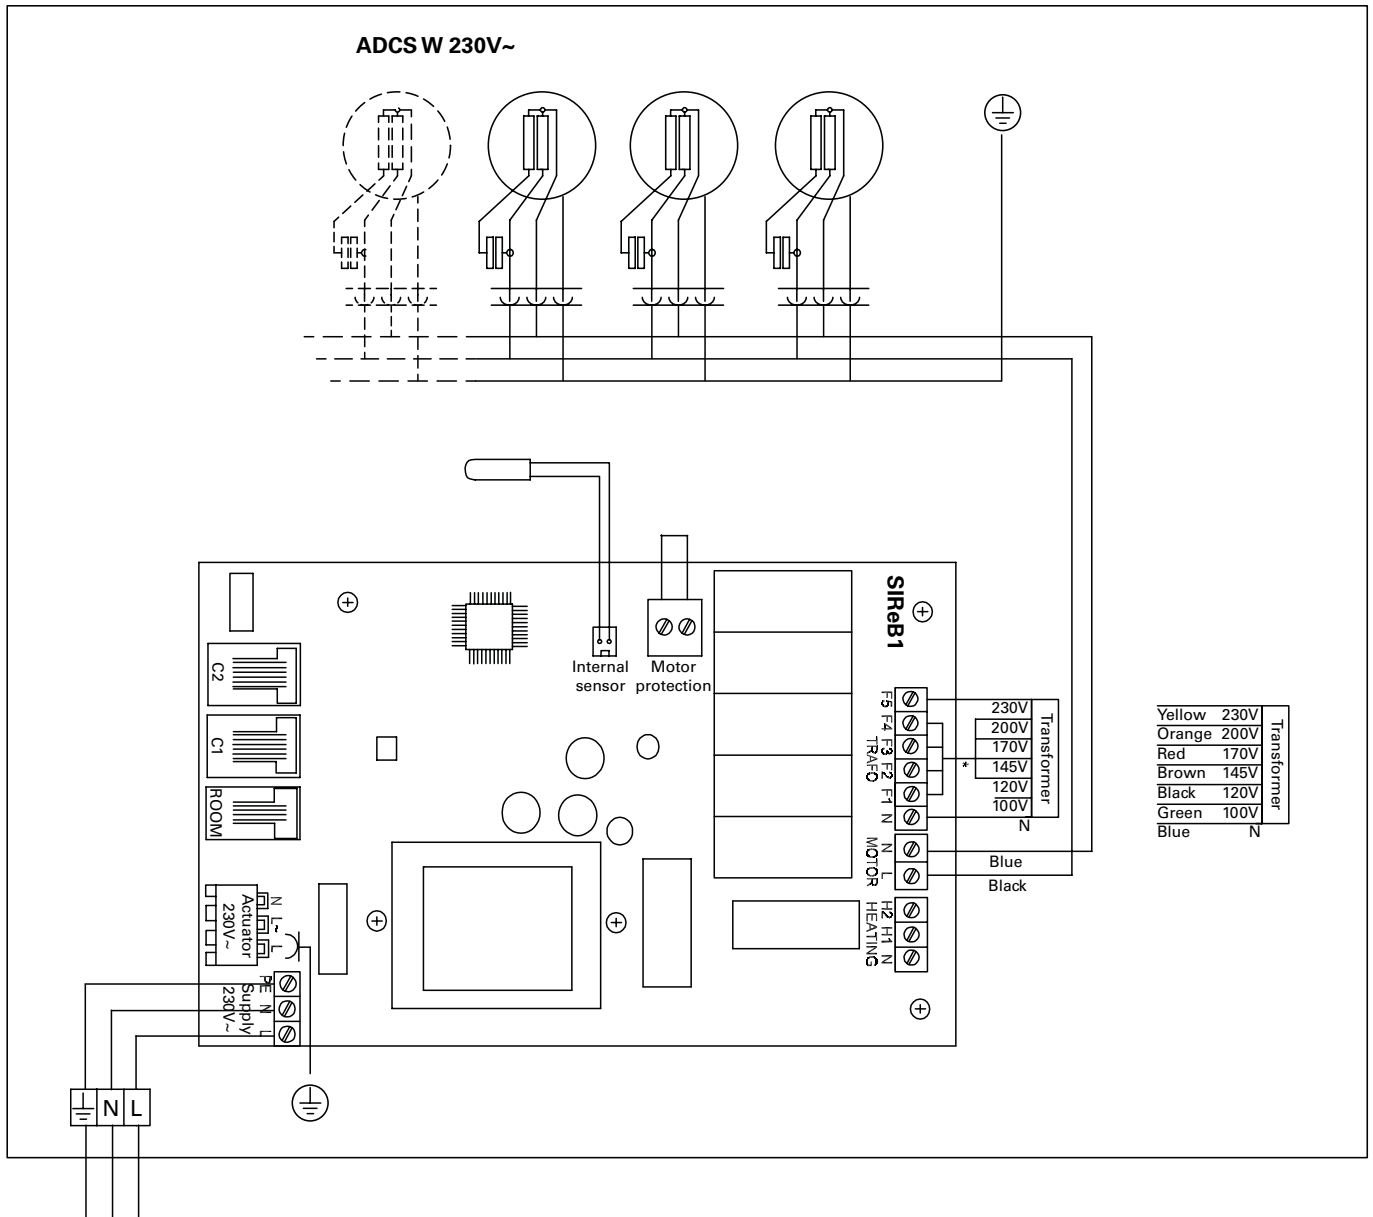 ADCS W 230V~
SIReB1
Internal
sensor
Motor
protection
C2
C1
ROOM
F5 F4 F3 F2 F1 N
TRAFO
230V
200V
170V
145V
120V
100V
N
*
Transformer
Yellow 230V
Orange 200V
Red 170V
Brown 145V
Black 120V
Green 100V
Blue N
Transformer
N L
MOTOR
Blue
Black
H2 H1 N
HEATING
N L~ L
Actuator
230V~
PE N L
Supply
230V~
N L